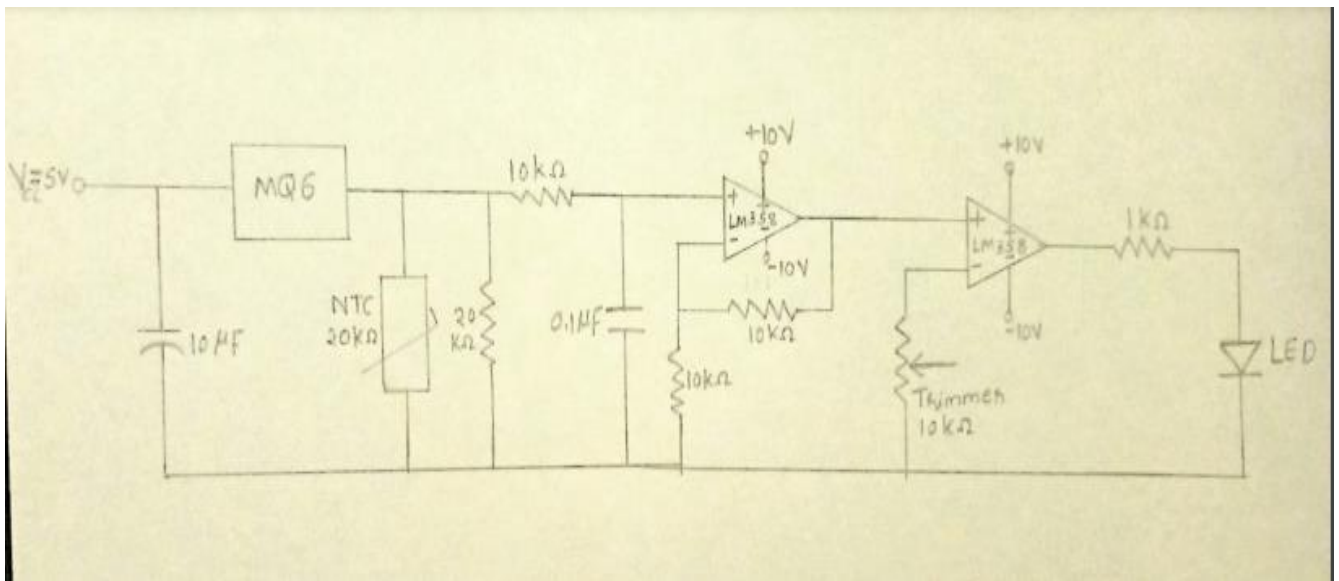 V_CC=5V
MQ6
10kΩ
+10V
+
LM358
-
-10V
+10V
+
LM358
-
-10V
1kΩ
10μF
NTC
20kΩ
20
kΩ
0.1μF
10kΩ
10kΩ
Trimmer
10kΩ
LED